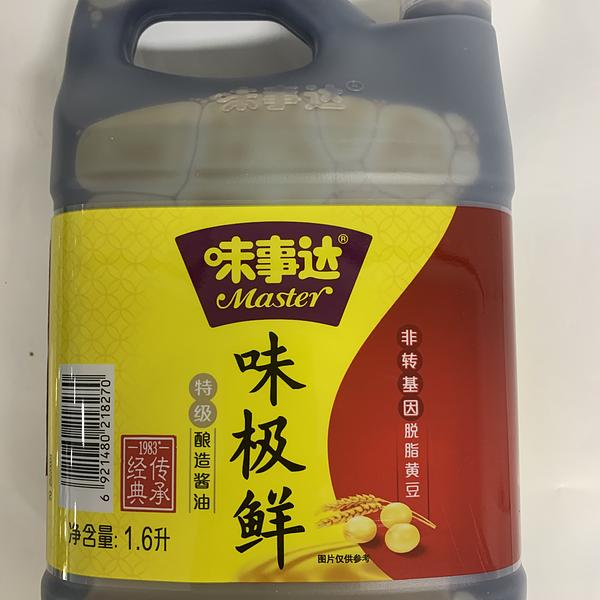 味事达®
味事达®
Master
味极鲜
特级
酿造酱油
非转基因脱脂黄豆
1983*
传承
经典
6 921480 218270
净含量: 1.6升
图片仅供参考